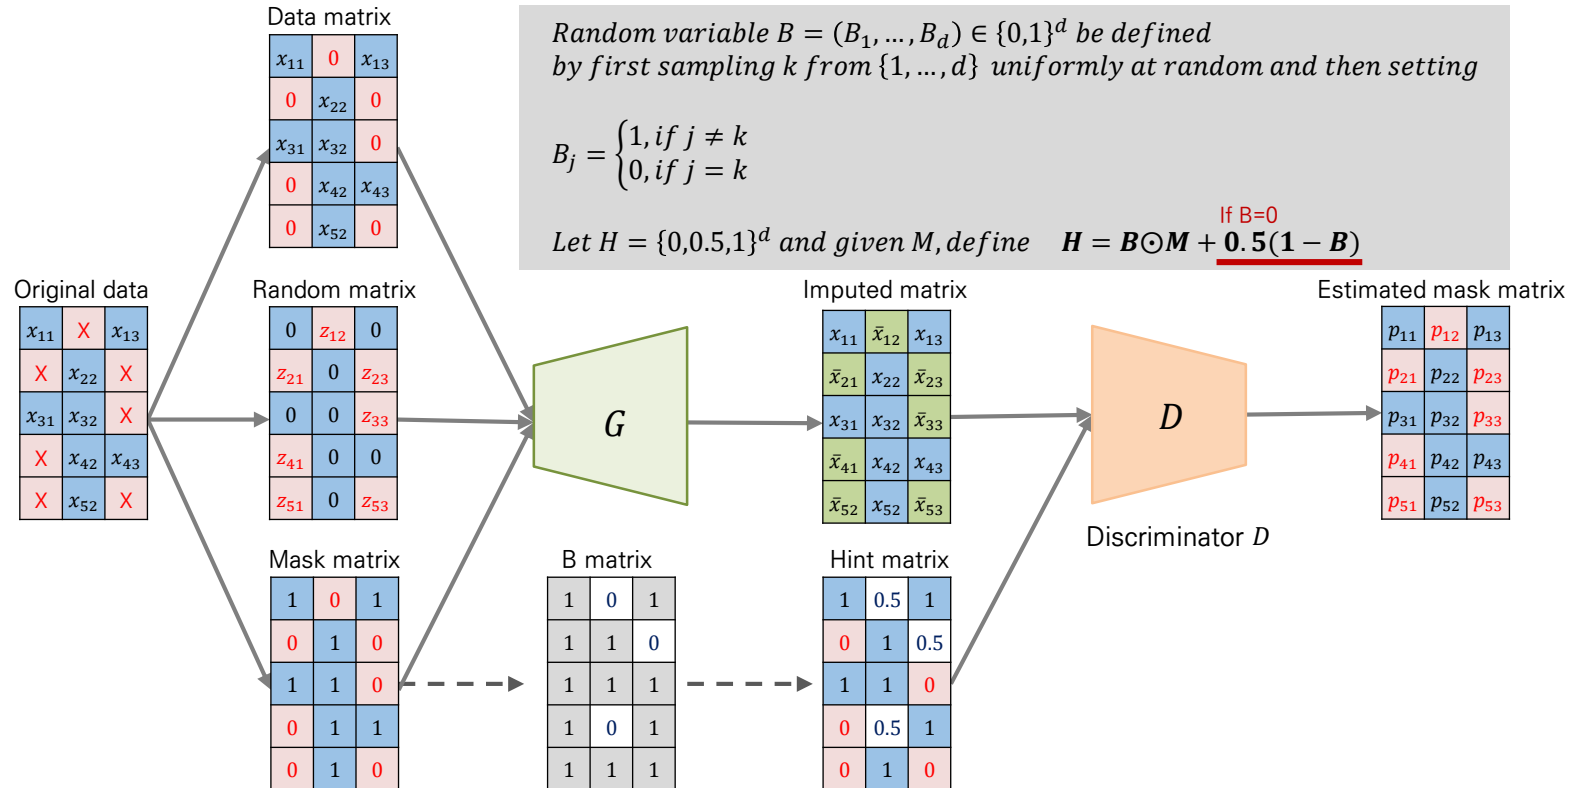 Data matrix
x₁₁ 0 x₁₃
0 x₂₂ 0
x₃₁ x₃₂ 0
0 x₄₂ x₄₃
0 x₅₂ 0
Random variable B = (B₁, … , B_d) ∈ {0,1}^d be defined
by first sampling k from {1, … , d} uniformly at random and then setting
B_j = {1, if j ≠ k
0, if j = k
If B=0
Let H = {0,0.5,1}^d and given M, define H = B⊙M + 0.5(1 − B)
Original data
x₁₁ X x₁₃
X x₂₂ X
x₃₁ x₃₂ X
X x₄₂ x₄₃
X x₅₂ X
Random matrix
0 z₁₂ 0
z₂₁ 0 z₂₃
0 0 z₃₃
z₄₁ 0 0
z₅₁ 0 z₅₃
G
Imputed matrix
x₁₁ x̄₁₂ x₁₃
x̄₂₁ x₂₂ x̄₂₃
x₃₁ x₃₂ x̄₃₃
x̄₄₁ x₄₂ x₄₃
x̄₅₂ x₅₂ x̄₅₃
D
Discriminator D
Estimated mask matrix
p₁₁ p₁₂ p₁₃
p₂₁ p₂₂ p₂₃
p₃₁ p₃₂ p₃₃
p₄₁ p₄₂ p₄₃
p₅₁ p₅₂ p₅₃
Mask matrix
1 0 1
0 1 0
1 1 0
0 1 1
0 1 0
B matrix
1 0 1
1 1 0
1 1 1
1 0 1
1 1 1
Hint matrix
1 0.5 1
0 1 0.5
1 1 0
0 0.5 1
0 1 0